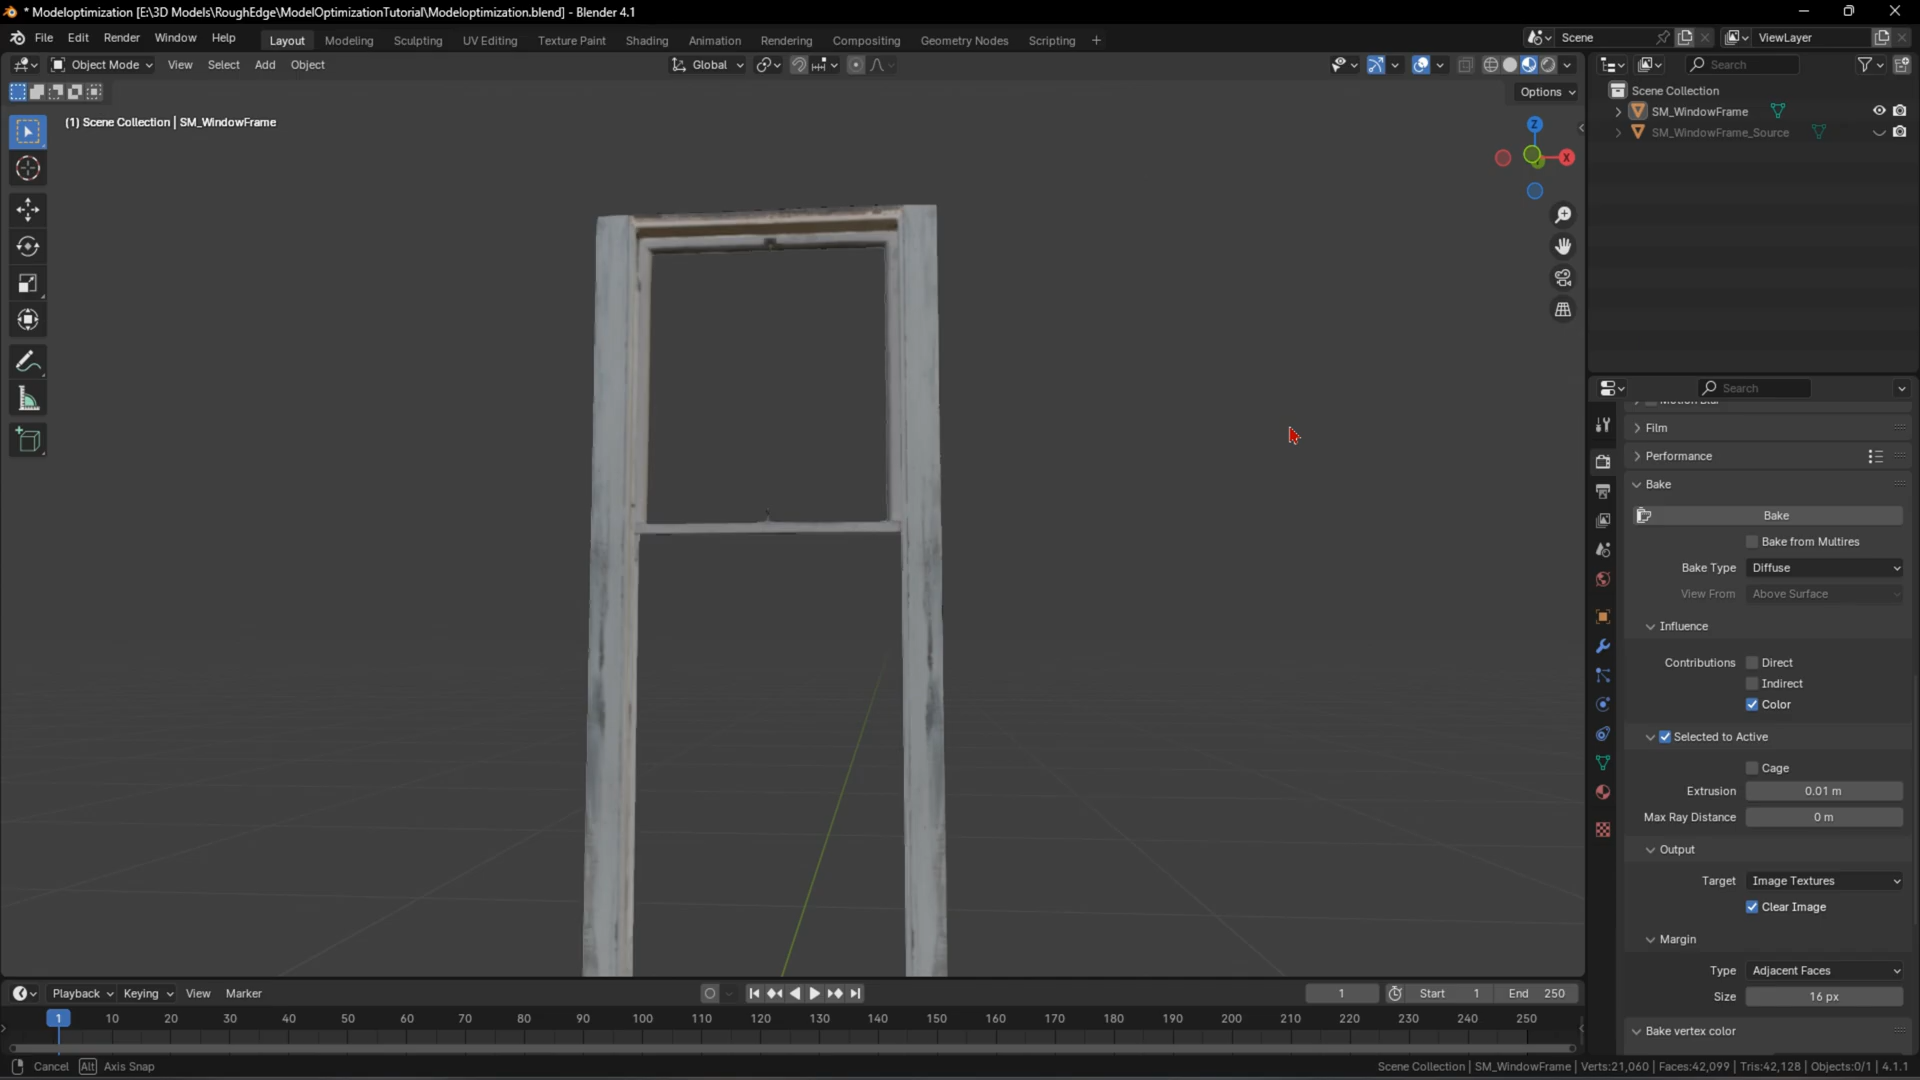 * Modeloptimization [E:\3D Models\RoughEdge\ModelOptimizationTutorial\Modeloptimization.blend] - Blender 4.1
File Edit Render Window Help
Layout Modeling Sculpting UV Editing Texture Paint Shading Animation Rendering Compositing Geometry Nodes Scripting +
Scene
ViewLayer
Object Mode View Select Add Object
Global
Search
Options
(1) Scene Collection | SM_WindowFrame
Z
X
Scene Collection
SM_WindowFrame
SM_WindowFrame_Source
Search
Motion Blur
Film
Performance
Bake
Bake
Bake from Multires
Bake Type Diffuse
View From Above Surface
Influence
Contributions Direct
Indirect
Color
Selected to Active
Cage
Extrusion 0.01 m
Max Ray Distance 0 m
Output
Target Image Textures
Clear Image
Margin
Type Adjacent Faces
Size 16 px
Bake vertex color
Playback Keying View Marker
1 Start 1 End 250
1 10 20 30 40 50 60 70 80 90 100 110 120 130 140 150 160 170 180 190 200 210 220 230 240 250
Cancel Alt Axis Snap
Scene Collection | SM_WindowFrame | Verts:21,060 | Faces:42,099 | Tris:42,128 | Objects:0/1 | 4.1.1